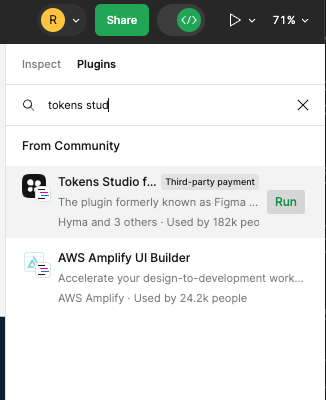 R
Share
</>
71%
Inspect
Plugins
tokens stud
From Community
Tokens Studio f...
Third-party payment
The plugin formerly known as Figma ...
Run
Hyma and 3 others · Used by 182k peo
AWS Amplify UI Builder
Accelerate your design-to-development work...
AWS Amplify · Used by 24.2k people